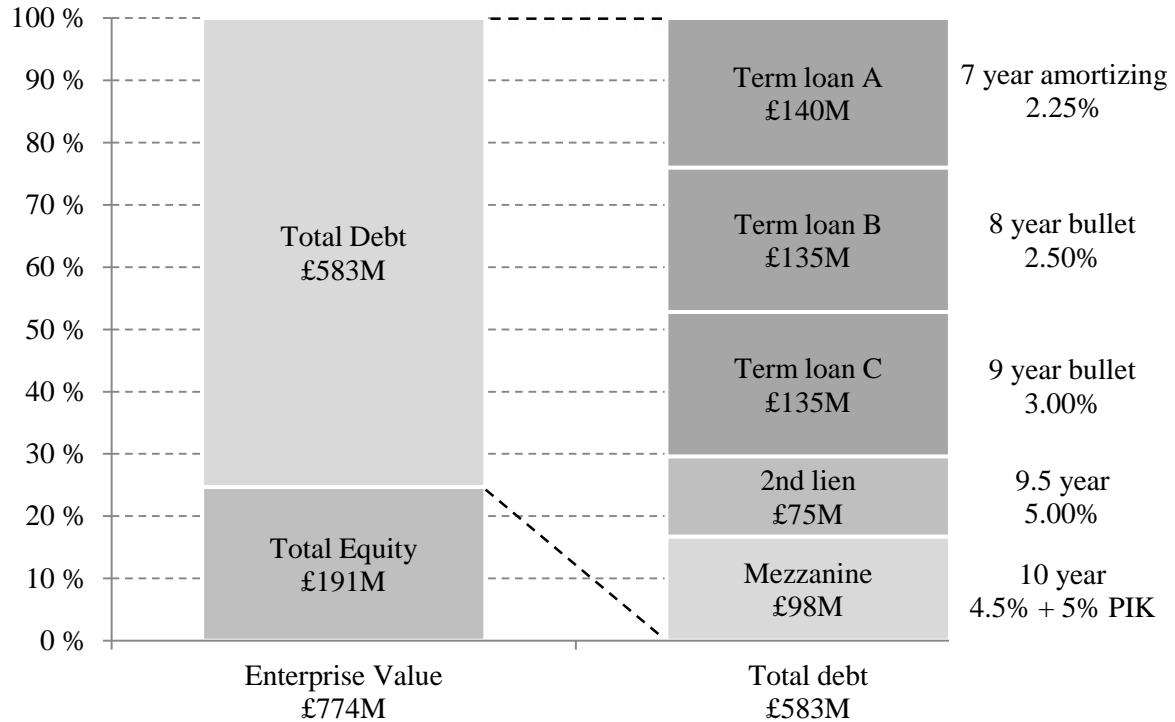 100 %
90 %
80 %
70 %
60 %
50 %
40 %
30 %
20 %
10 %
0 %
Total Debt
£583M
Total Equity
£191M
Enterprise Value
£774M
Term loan A
£140M
Term loan B
£135M
Term loan C
£135M
2nd lien
£75M
Mezzanine
£98M
Total debt
£583M
7 year amortizing
2.25%
8 year bullet
2.50%
9 year bullet
3.00%
9.5 year
5.00%
10 year
4.5% + 5% PIK